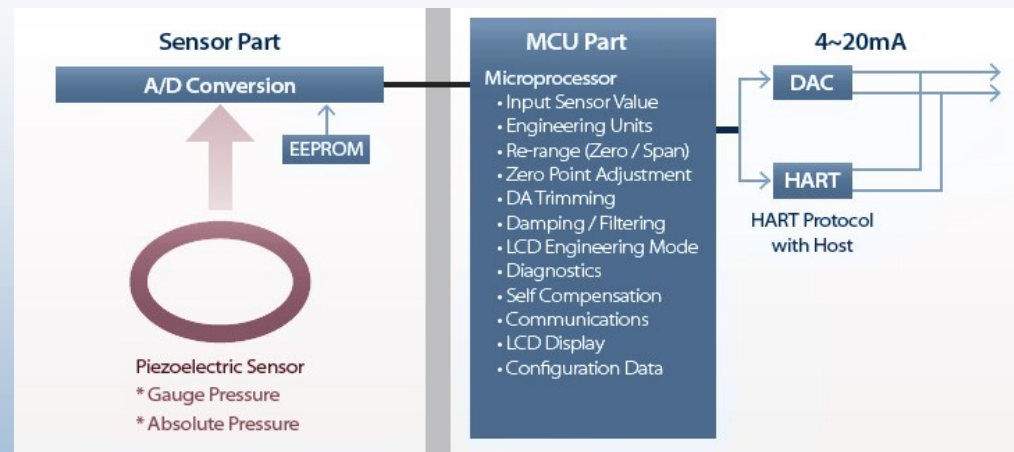 Sensor Part
A/D Conversion
EEPROM
Piezoelectric Sensor
* Gauge Pressure
* Absolute Pressure
MCU Part
Microprocessor
• Input Sensor Value
• Engineering Units
• Re-range (Zero / Span)
• Zero Point Adjustment
• DA Trimming
• Damping / Filtering
• LCD Engineering Mode
• Diagnostics
• Self Compensation
• Communications
• LCD Display
• Configuration Data
4~20mA
DAC
HART
HART Protocol
with Host